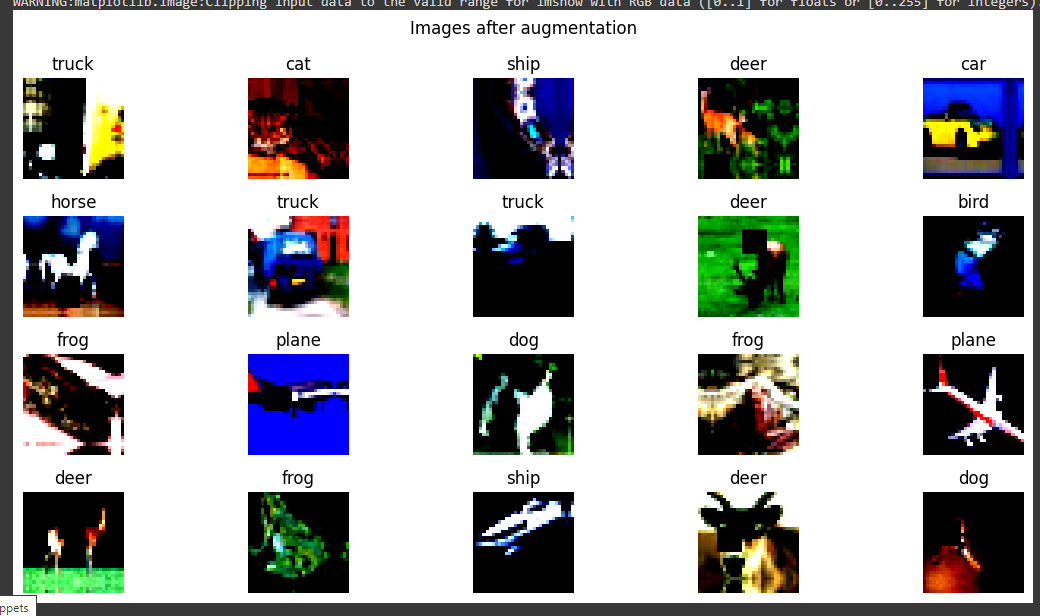 WARNING:matplotlib.image:Clipping input data to the valid range for imshow with RGB data ([0..1] for floats or [0..255] for integers).
Images after augmentation
truck cat ship deer car
horse truck truck deer bird
frog plane dog frog plane
deer frog ship deer dog
ppets